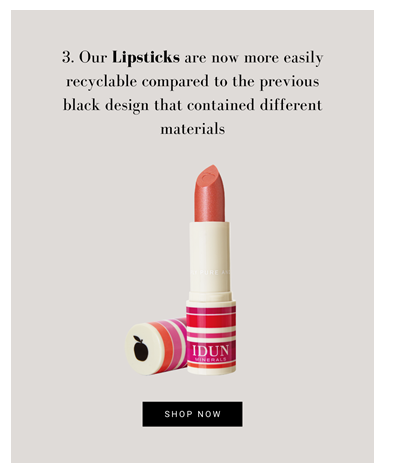 3. Our Lipsticks are now more easily
recyclable compared to the previous
black design that contained different
materials
IDUN
MINERALS
SHOP NOW